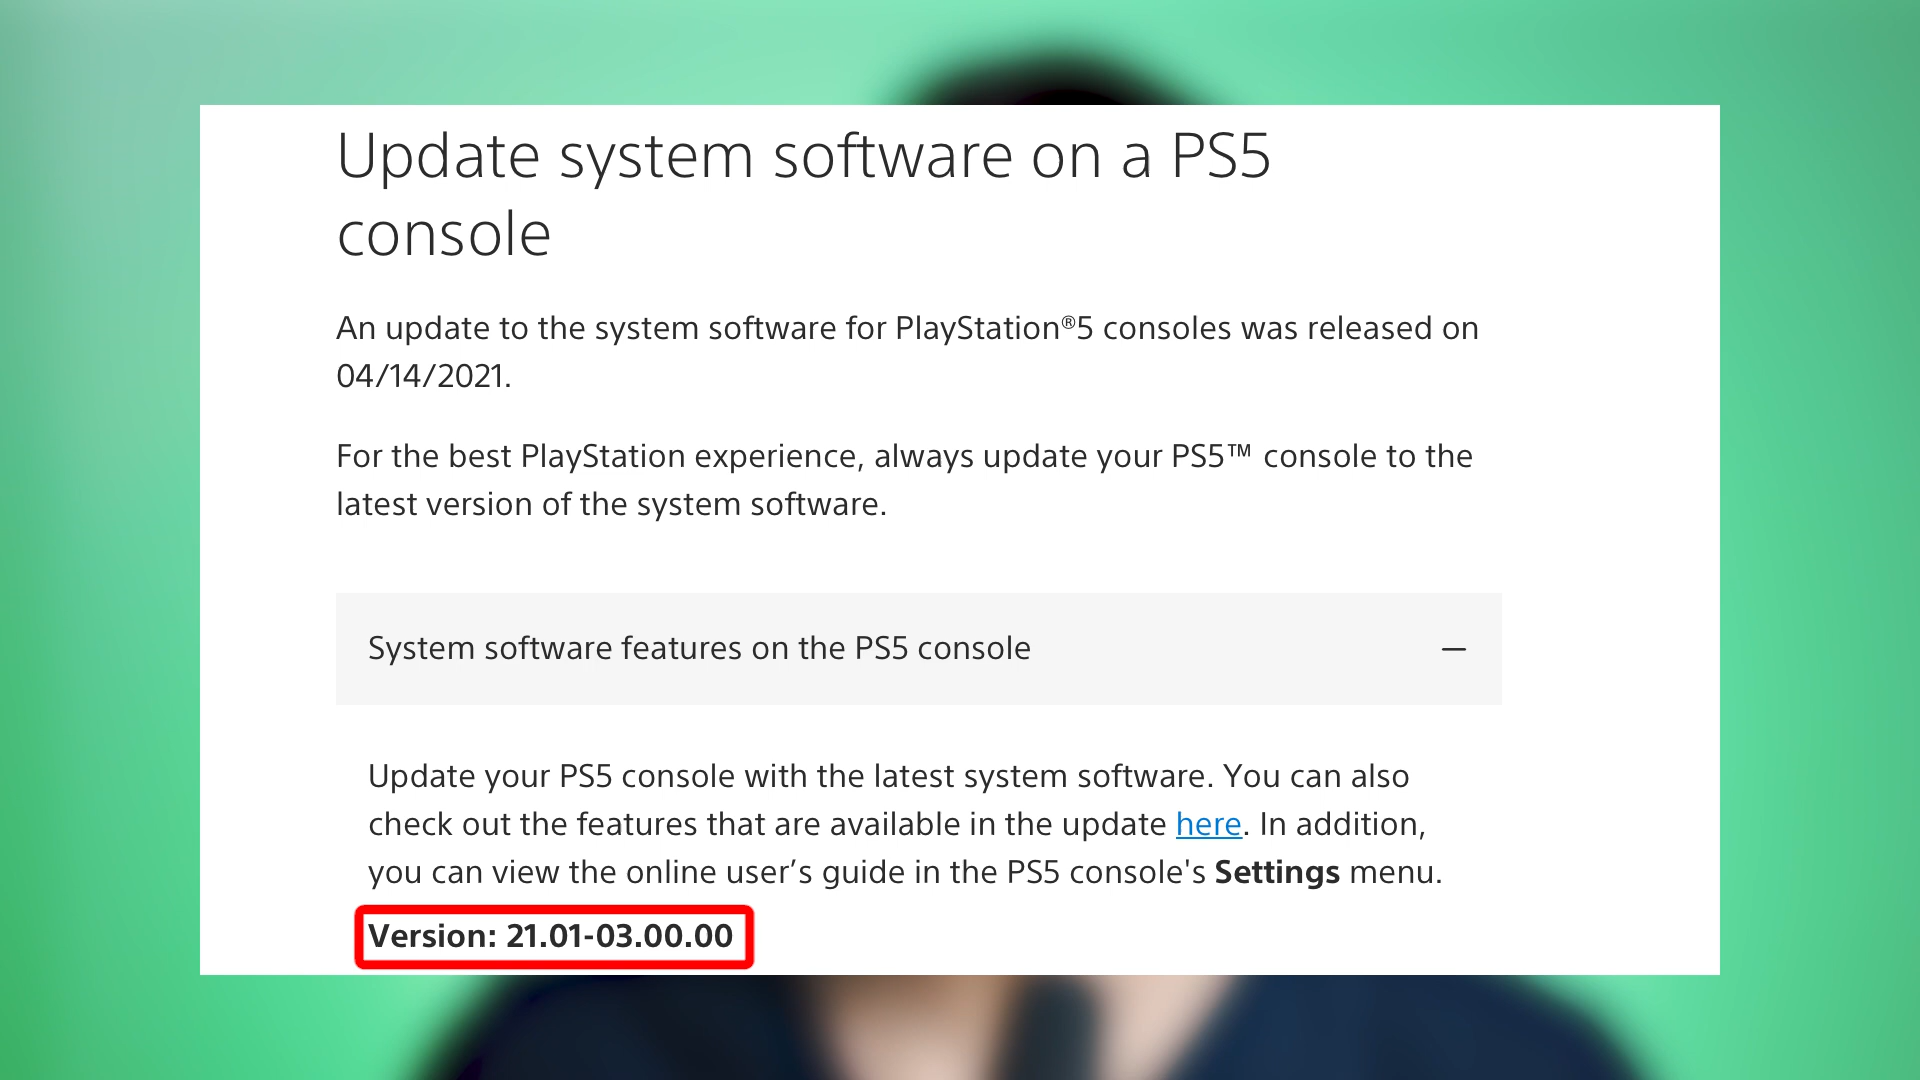 Update system software on a PS5
console
An update to the system software for PlayStation®5 consoles was released on
04/14/2021.
For the best PlayStation experience, always update your PS5™ console to the
latest version of the system software.
System software features on the PS5 console
Update your PS5 console with the latest system software. You can also
check out the features that are available in the update here. In addition,
you can view the online user’s guide in the PS5 console's Settings menu.
Version: 21.01-03.00.00